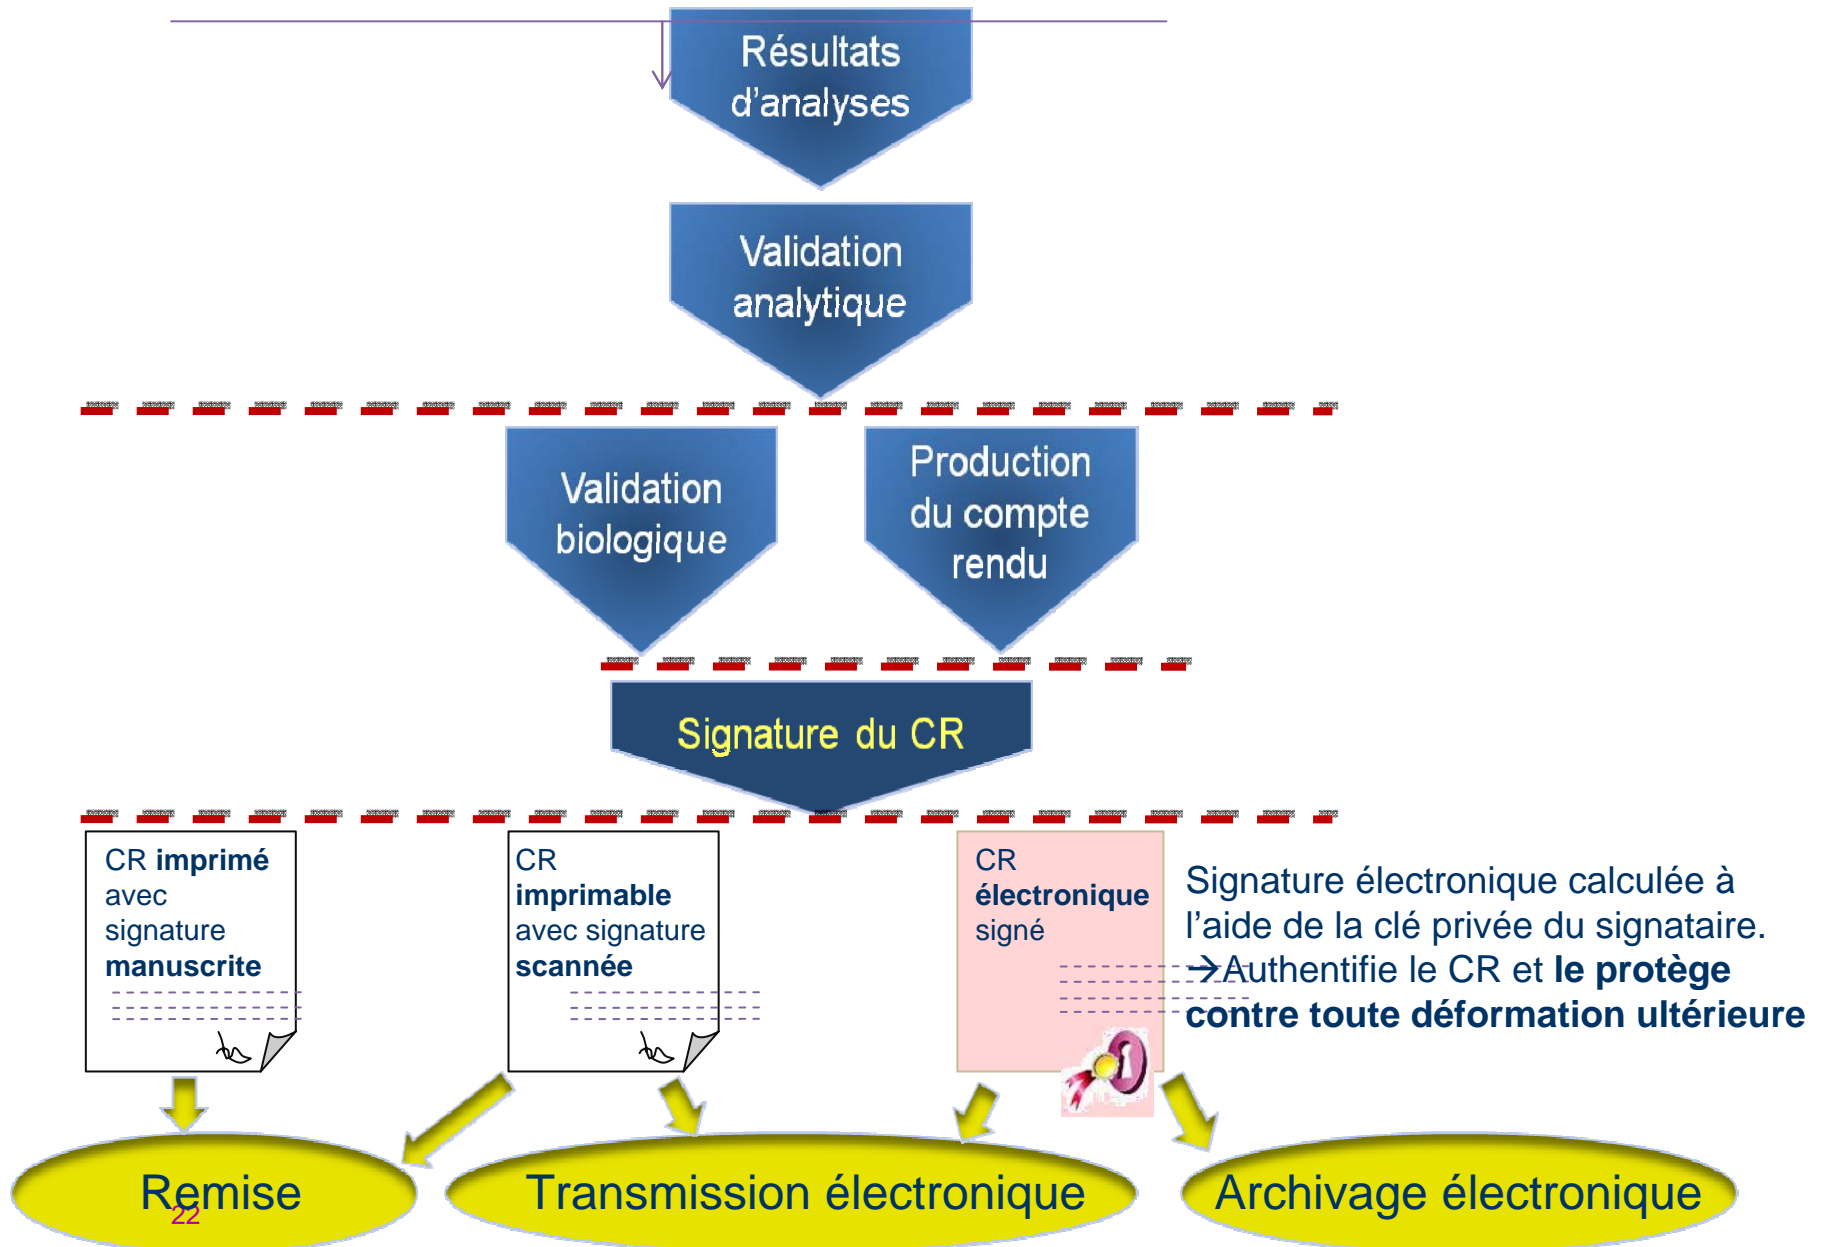 Résultats
d'analyses
Validation
analytique
Validation
biologique
Production
du compte
rendu
Signature du CR
CR imprimé
avec
signature
manuscrite
CR
imprimable
avec signature
scannée
CR
électronique
signé
Signature électronique calculée à
l'aide de la clé privée du signataire.
→Authentifie le CR et le protège
contre toute déformation ultérieure
Remise
Transmission électronique
Archivage électronique
22